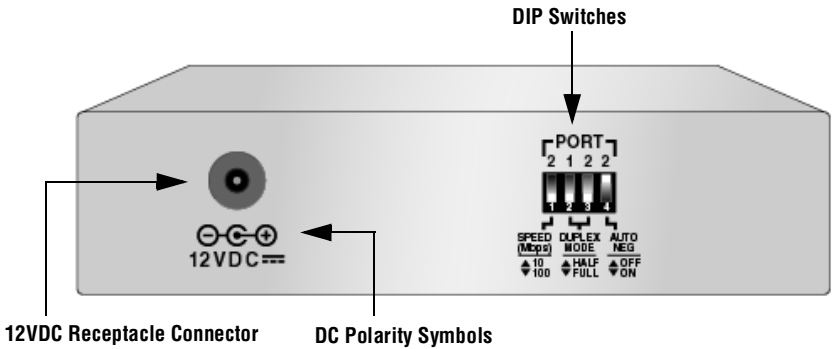 DIP Switches
PORT
2 1 2 2
1 2 3 4
SPEED DUPLEX AUTO
(Mbps) MODE NEG
10 HALF OFF
100 FULL ON
12VDC
12VDC Receptacle Connector
DC Polarity Symbols